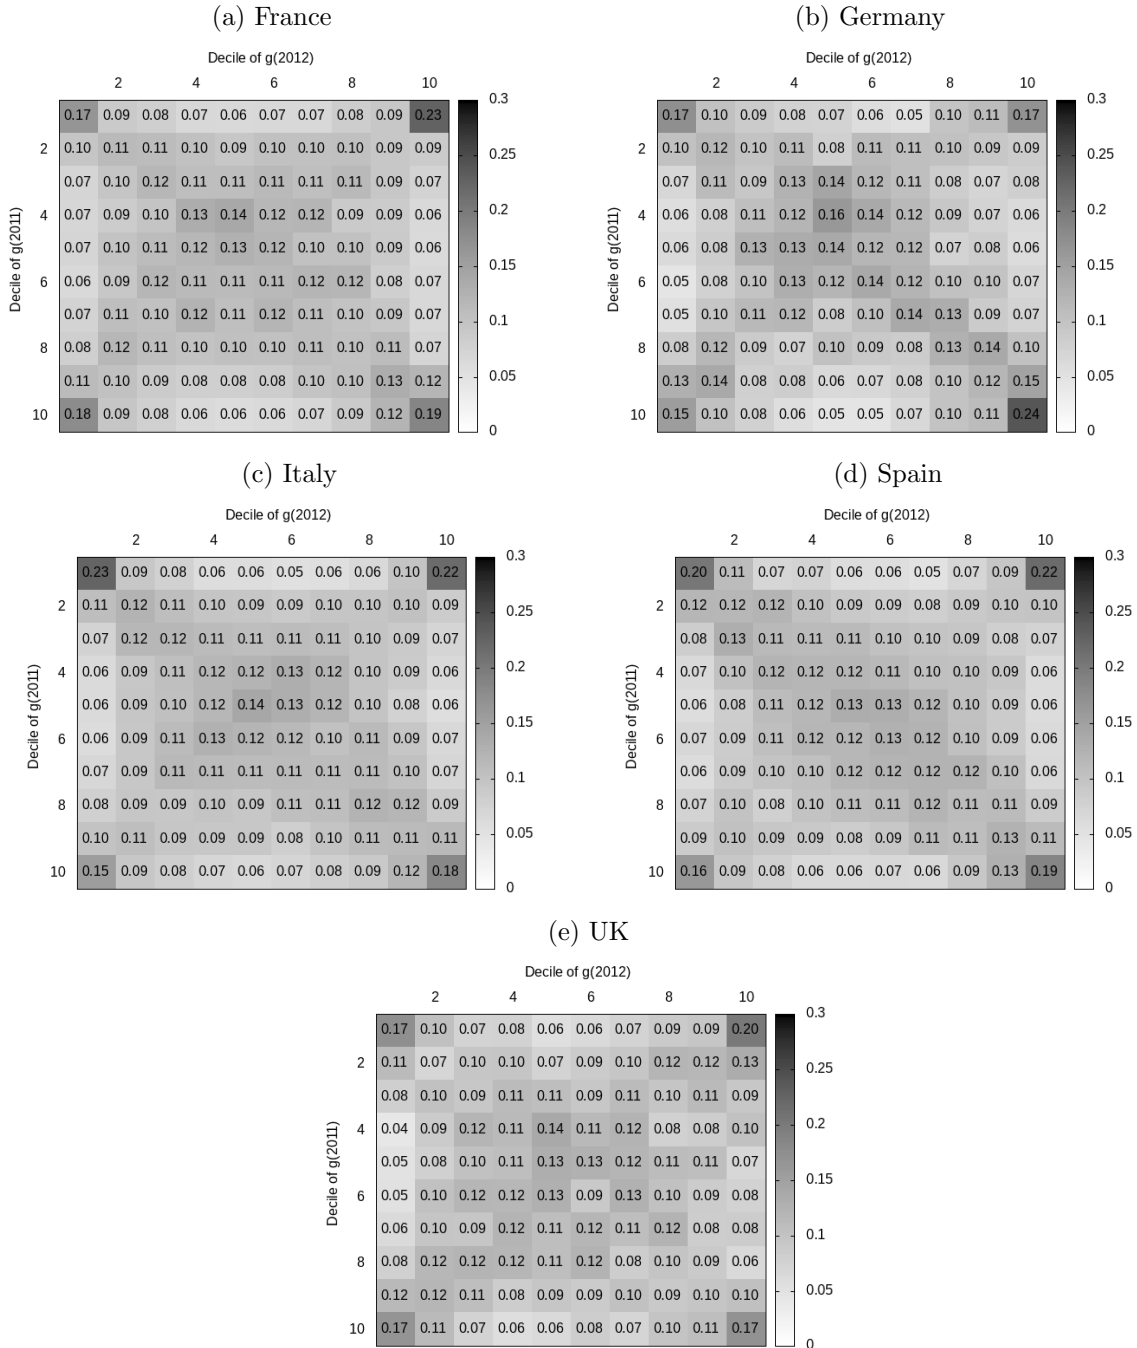 (a) France
Decile of g(2012)
2 4 6 8 10
Decile of g(2011)
0.17 0.09 0.08 0.07 0.06 0.07 0.07 0.08 0.09 0.23
2 0.10 0.11 0.11 0.10 0.09 0.10 0.10 0.10 0.09 0.09
0.07 0.10 0.12 0.11 0.11 0.11 0.11 0.11 0.09 0.07
4 0.07 0.09 0.10 0.13 0.14 0.12 0.12 0.09 0.09 0.06
0.07 0.10 0.11 0.12 0.13 0.12 0.10 0.10 0.09 0.06
6 0.06 0.09 0.12 0.11 0.11 0.11 0.12 0.12 0.08 0.07
0.07 0.11 0.10 0.12 0.11 0.12 0.11 0.10 0.09 0.07
8 0.08 0.12 0.11 0.10 0.10 0.10 0.11 0.10 0.11 0.07
0.11 0.10 0.09 0.08 0.08 0.08 0.10 0.10 0.13 0.12
10 0.18 0.09 0.08 0.06 0.06 0.06 0.07 0.09 0.12 0.19
0.3
0.25
0.2
0.15
0.1
0.05
0
(b) Germany
Decile of g(2012)
2 4 6 8 10
Decile of g(2011)
0.17 0.10 0.09 0.08 0.07 0.06 0.05 0.10 0.11 0.17
2 0.10 0.12 0.10 0.11 0.08 0.11 0.11 0.10 0.09 0.09
0.07 0.11 0.09 0.13 0.14 0.12 0.11 0.08 0.07 0.08
4 0.06 0.08 0.11 0.12 0.16 0.14 0.12 0.09 0.07 0.06
0.06 0.08 0.13 0.13 0.14 0.12 0.12 0.07 0.08 0.06
6 0.05 0.08 0.10 0.13 0.12 0.14 0.12 0.10 0.10 0.07
0.05 0.10 0.11 0.12 0.08 0.10 0.14 0.13 0.09 0.07
8 0.08 0.12 0.09 0.07 0.10 0.09 0.08 0.13 0.14 0.10
0.13 0.14 0.08 0.08 0.06 0.07 0.08 0.10 0.12 0.15
10 0.15 0.10 0.08 0.06 0.05 0.05 0.07 0.10 0.11 0.24
0.3
0.25
0.2
0.15
0.1
0.05
0
(c) Italy
Decile of g(2012)
2 4 6 8 10
Decile of g(2011)
0.23 0.09 0.08 0.06 0.06 0.05 0.06 0.06 0.10 0.22
2 0.11 0.12 0.11 0.10 0.09 0.09 0.10 0.10 0.10 0.09
0.07 0.12 0.12 0.11 0.11 0.11 0.11 0.10 0.09 0.07
4 0.06 0.09 0.11 0.12 0.12 0.13 0.12 0.10 0.09 0.06
0.06 0.09 0.10 0.12 0.14 0.13 0.12 0.10 0.08 0.06
6 0.06 0.09 0.11 0.13 0.12 0.12 0.10 0.11 0.09 0.07
0.07 0.09 0.11 0.11 0.11 0.11 0.11 0.11 0.10 0.07
8 0.08 0.09 0.09 0.10 0.09 0.11 0.11 0.12 0.12 0.09
0.10 0.11 0.09 0.09 0.09 0.08 0.10 0.11 0.11 0.11
10 0.15 0.09 0.08 0.07 0.06 0.07 0.08 0.09 0.12 0.18
0.3
0.25
0.2
0.15
0.1
0.05
0
(d) Spain
Decile of g(2012)
2 4 6 8 10
Decile of g(2011)
0.20 0.11 0.07 0.07 0.06 0.06 0.05 0.07 0.09 0.22
2 0.12 0.12 0.12 0.10 0.09 0.09 0.08 0.09 0.10 0.10
0.08 0.13 0.11 0.11 0.11 0.10 0.10 0.09 0.08 0.07
4 0.07 0.10 0.12 0.12 0.12 0.11 0.10 0.10 0.09 0.06
0.06 0.08 0.11 0.12 0.13 0.13 0.12 0.10 0.09 0.06
6 0.07 0.09 0.11 0.12 0.12 0.13 0.12 0.10 0.09 0.06
0.06 0.09 0.10 0.10 0.12 0.12 0.12 0.12 0.10 0.06
8 0.07 0.10 0.08 0.10 0.11 0.11 0.12 0.11 0.11 0.09
0.09 0.10 0.09 0.09 0.08 0.09 0.11 0.11 0.13 0.11
10 0.16 0.09 0.08 0.06 0.06 0.07 0.06 0.09 0.13 0.19
0.3
0.25
0.2
0.15
0.1
0.05
0
(e) UK
Decile of g(2012)
2 4 6 8 10
Decile of g(2011)
0.17 0.10 0.07 0.08 0.06 0.06 0.07 0.09 0.09 0.20
2 0.11 0.07 0.10 0.10 0.07 0.09 0.10 0.12 0.12 0.13
0.08 0.10 0.09 0.11 0.11 0.09 0.11 0.10 0.11 0.09
4 0.04 0.09 0.12 0.11 0.14 0.11 0.12 0.08 0.08 0.10
0.05 0.08 0.10 0.11 0.13 0.13 0.12 0.11 0.11 0.07
6 0.05 0.10 0.12 0.12 0.13 0.09 0.13 0.10 0.09 0.08
0.06 0.10 0.09 0.12 0.11 0.12 0.11 0.12 0.08 0.08
8 0.08 0.12 0.12 0.12 0.11 0.12 0.08 0.10 0.09 0.06
0.12 0.12 0.11 0.08 0.09 0.09 0.10 0.09 0.10 0.10
10 0.17 0.11 0.07 0.06 0.06 0.08 0.07 0.10 0.11 0.17
0.3
0.25
0.2
0.15
0.1
0.05
0